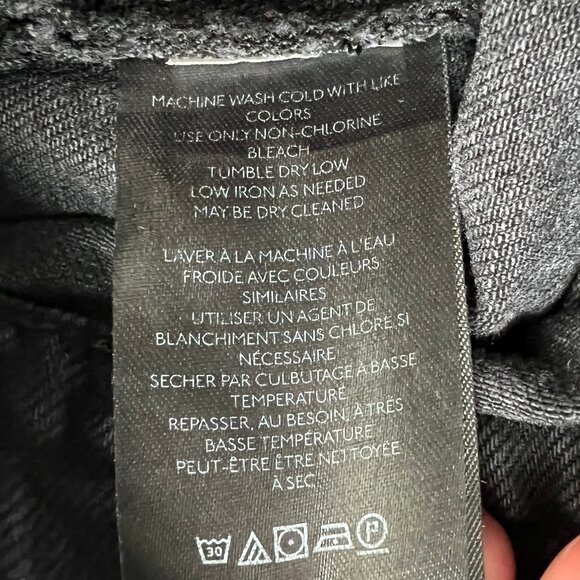 MACHINE WASH COLD WITH LIKE
COLORS
USE ONLY NON-CHLORINE
BLEACH
TUMBLE DRY LOW
LOW IRON AS NEEDED
MAY BE DRY CLEANED
LAVER À LA MACHINE À L'EAU
FROIDE AVEC COULEURS
SIMILAIRES
UTILISER UN AGENT DE
BLANCHIMENT SANS CHLORE, SI
NÉCESSAIRE
SECHER PAR CULBUTAGE À BASSE
TEMPÉRATURE
REPASSER, AU BESOIN, À TRÈS
BASSE TEMPÉRATURE
PEUT-ÊTRE ÊTRE NETTOYÉE
À SEC
30 P